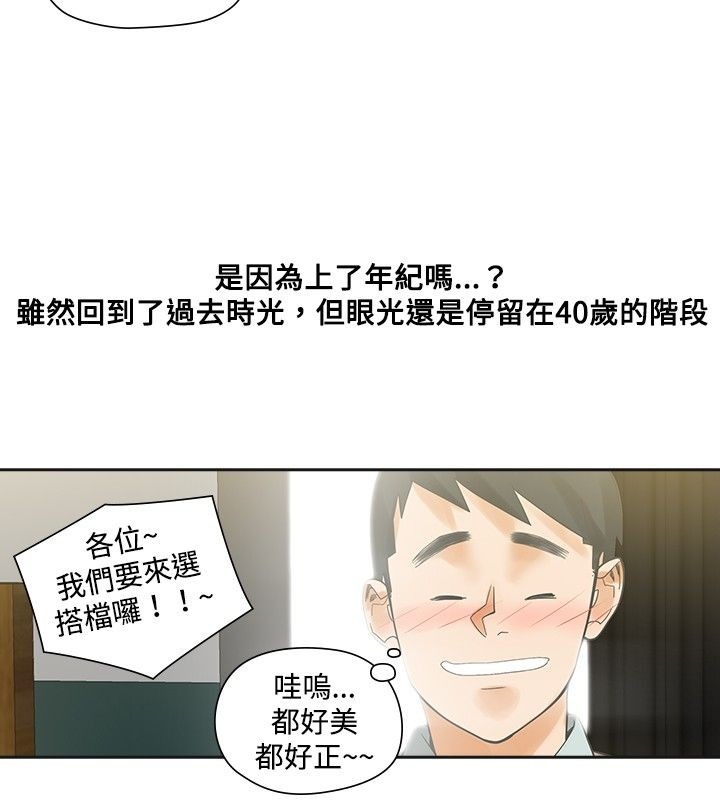 是因為上了年紀嗎...？
雖然回到了過去時光，但眼光還是停留在40歲的階段
各位~
我們要來選
搭檔囉！！~
哇嗚...
都好美
都好正~~